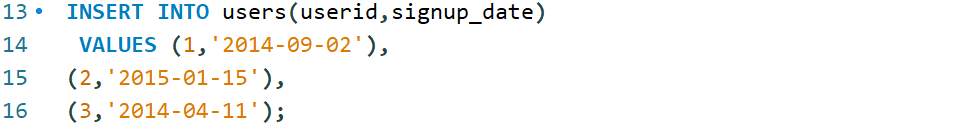 13 • INSERT INTO users(userid,signup_date)
14 VALUES (1,'2014-09-02'),
15 (2,'2015-01-15'),
16 (3,'2014-04-11');